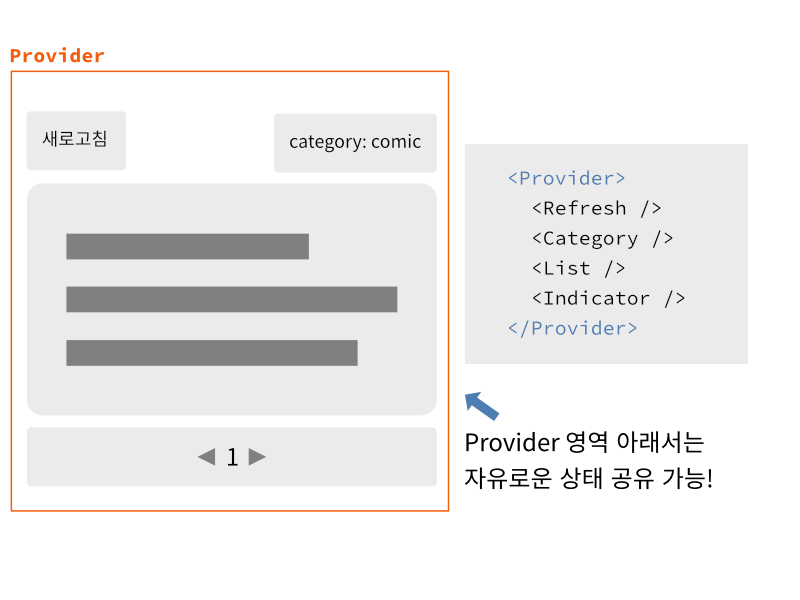 Provider
새로고침
category: comic
◀ 1 ▶
<Provider>
<Refresh />
<Category />
<List />
<Indicator />
</Provider>
Provider 영역 아래서는
자유로운 상태 공유 가능!